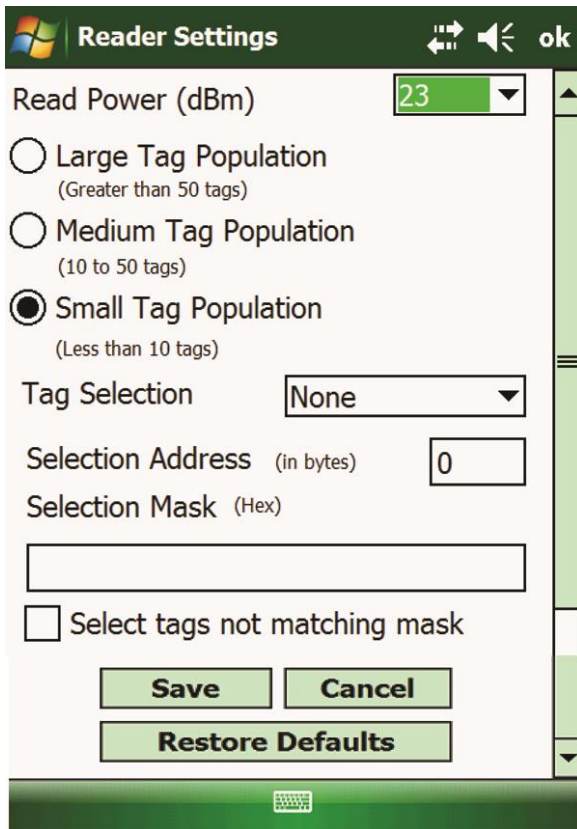 Reader Settings ok
Read Power (dBm) 23
Large Tag Population
(Greater than 50 tags)
Medium Tag Population
(10 to 50 tags)
Small Tag Population
(Less than 10 tags)
Tag Selection None
Selection Address (in bytes) 0
Selection Mask (Hex)
Select tags not matching mask
Save Cancel
Restore Defaults